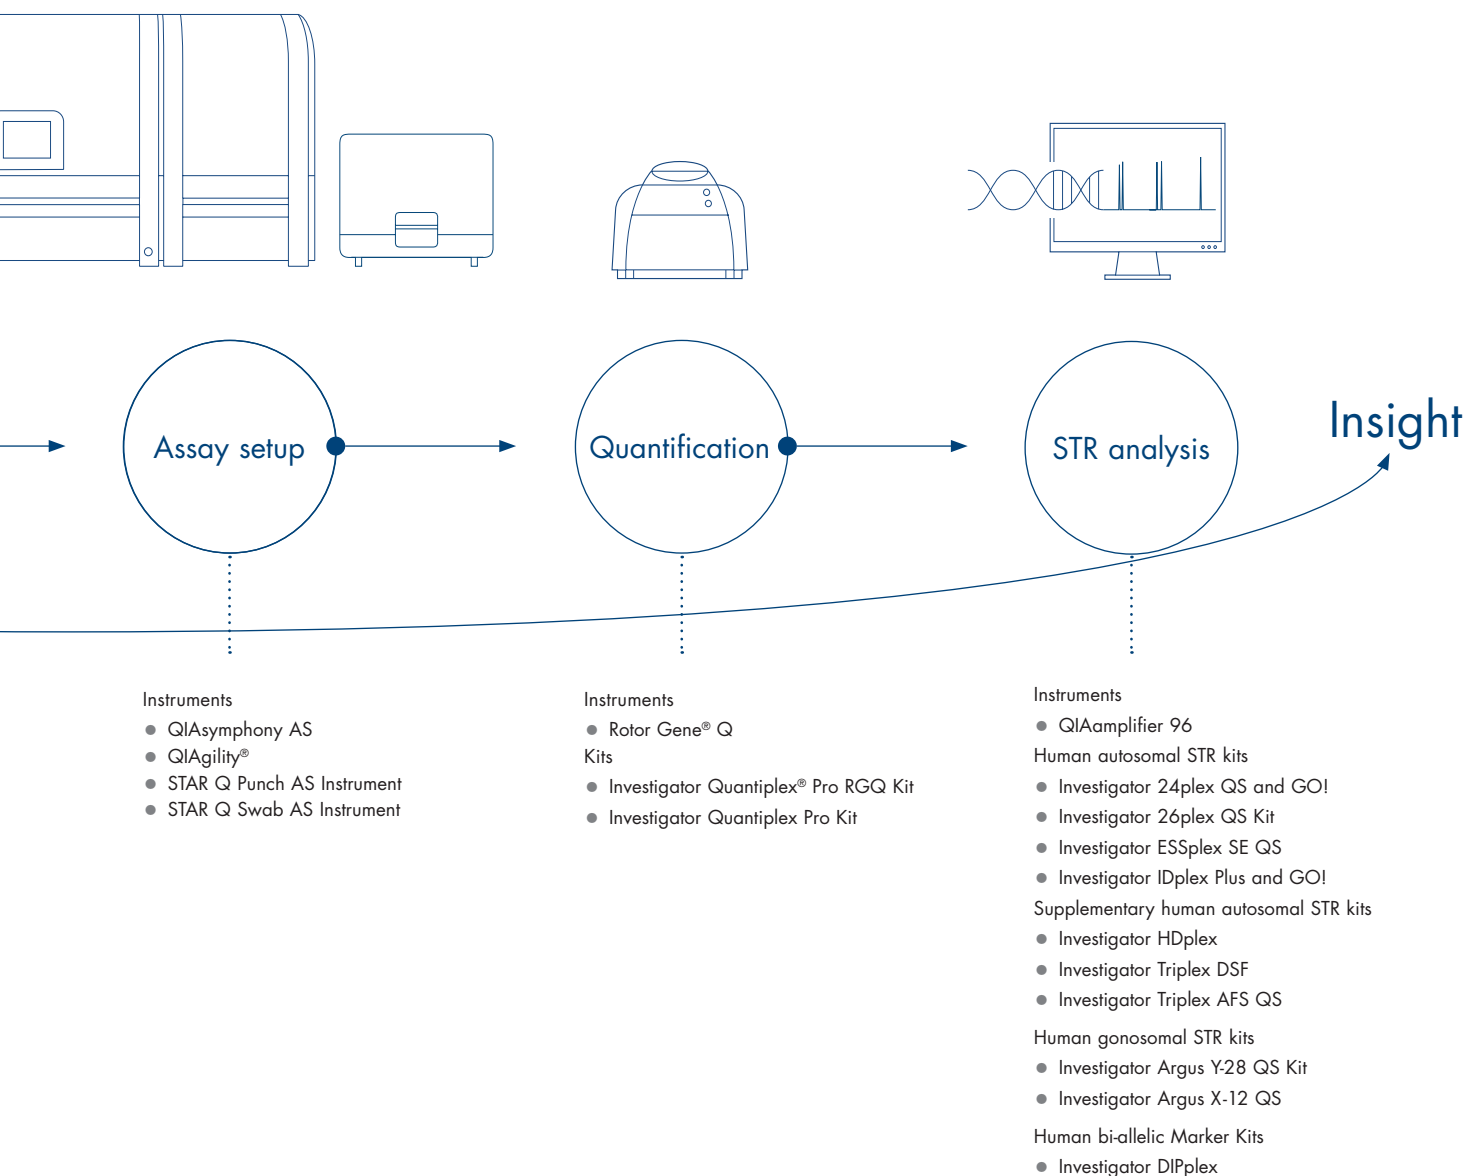 Assay setup
Quantification
STR analysis
Insight
Instruments
● QIAsymphony AS
● QIAgility®
● STAR Q Punch AS Instrument
● STAR Q Swab AS Instrument
Instruments
● Rotor Gene® Q
Kits
● Investigator Quantiplex® Pro RGQ Kit
● Investigator Quantiplex Pro Kit
Instruments
● QIAamplifier 96
Human autosomal STR kits
● Investigator 24plex QS and GO!
● Investigator 26plex QS Kit
● Investigator ESSplex SE QS
● Investigator IDplex Plus and GO!
Supplementary human autosomal STR kits
● Investigator HDplex
● Investigator Triplex DSF
● Investigator Triplex AFS QS
Human gonosomal STR kits
● Investigator Argus Y-28 QS Kit
● Investigator Argus X-12 QS
Human bi-allelic Marker Kits
● Investigator DIPplex